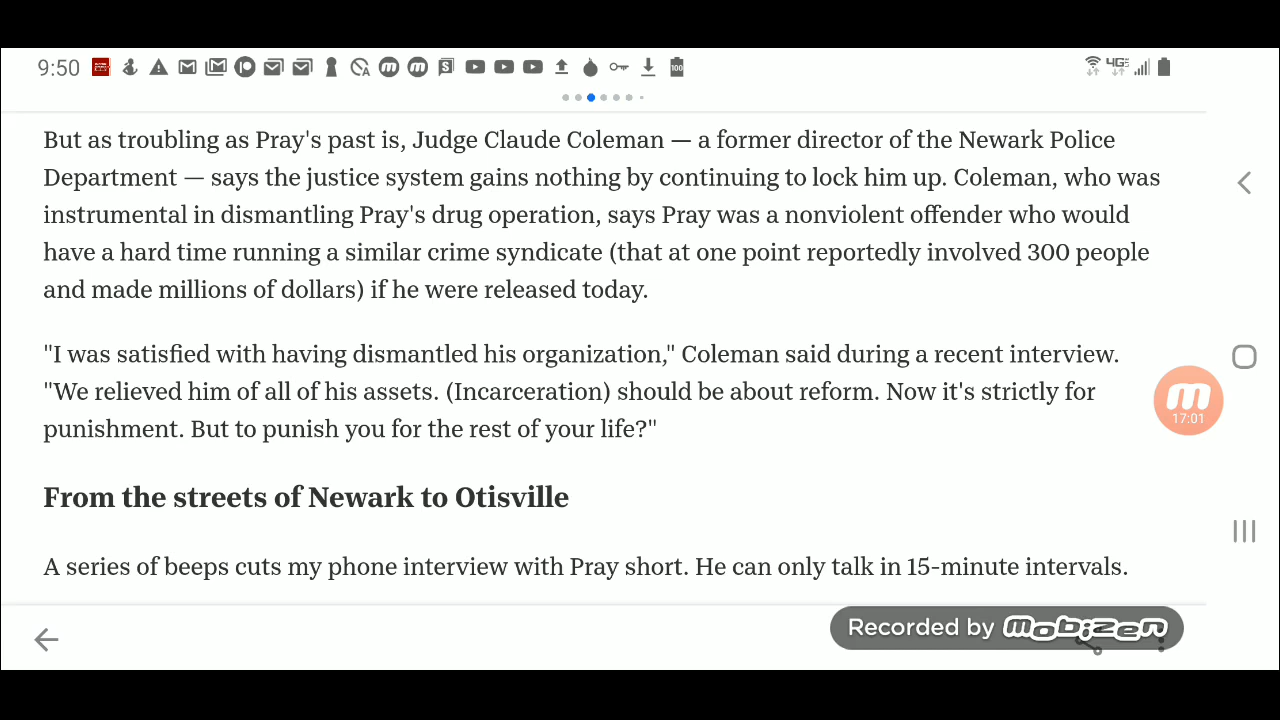 9:50
100
4G
But as troubling as Pray's past is, Judge Claude Coleman — a former director of the Newark Police
Department — says the justice system gains nothing by continuing to lock him up. Coleman, who was
instrumental in dismantling Pray's drug operation, says Pray was a nonviolent offender who would
have a hard time running a similar crime syndicate (that at one point reportedly involved 300 people
and made millions of dollars) if he were released today.
"I was satisfied with having dismantled his organization," Coleman said during a recent interview.
"We relieved him of all of his assets. (Incarceration) should be about reform. Now it's strictly for
punishment. But to punish you for the rest of your life?"
17:01
From the streets of Newark to Otisville
A series of beeps cuts my phone interview with Pray short. He can only talk in 15-minute intervals.
Recorded by mobizen